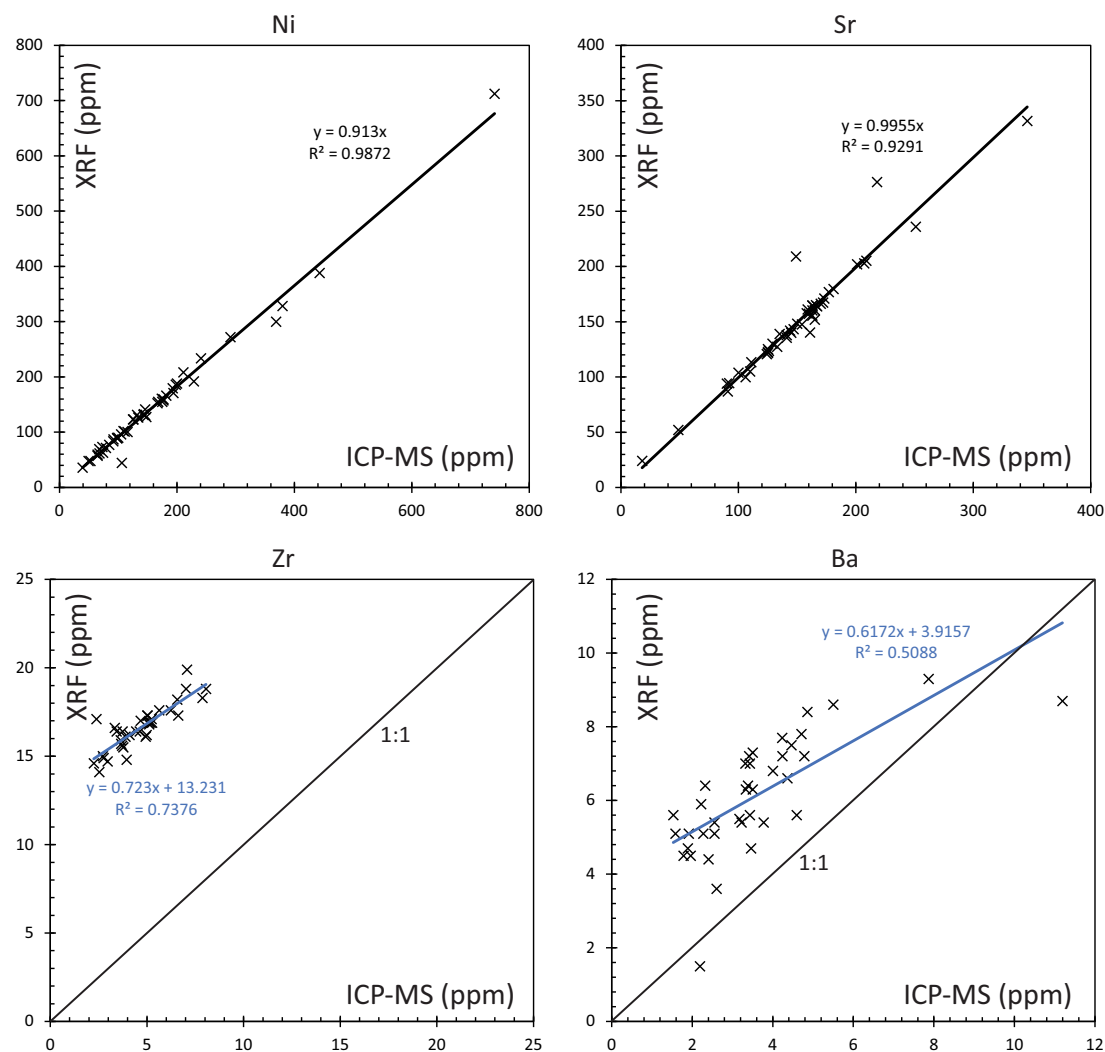 Ni
800
700
600
500
400
300
200
100
0
XRF (ppm)
y = 0.913x
R² = 0.9872
ICP-MS (ppm)
0 200 400 600 800
Sr
400
350
300
250
200
150
100
50
0
XRF (ppm)
y = 0.9955x
R² = 0.9291
ICP-MS (ppm)
0 100 200 300 400
Zr
25
20
15
10
5
0
XRF (ppm)
y = 0.723x + 13.231
R² = 0.7376
1:1
ICP-MS (ppm)
0 5 10 15 20 25
Ba
12
10
8
6
4
2
0
XRF (ppm)
y = 0.6172x + 3.9157
R² = 0.5088
1:1
ICP-MS (ppm)
0 2 4 6 8 10 12